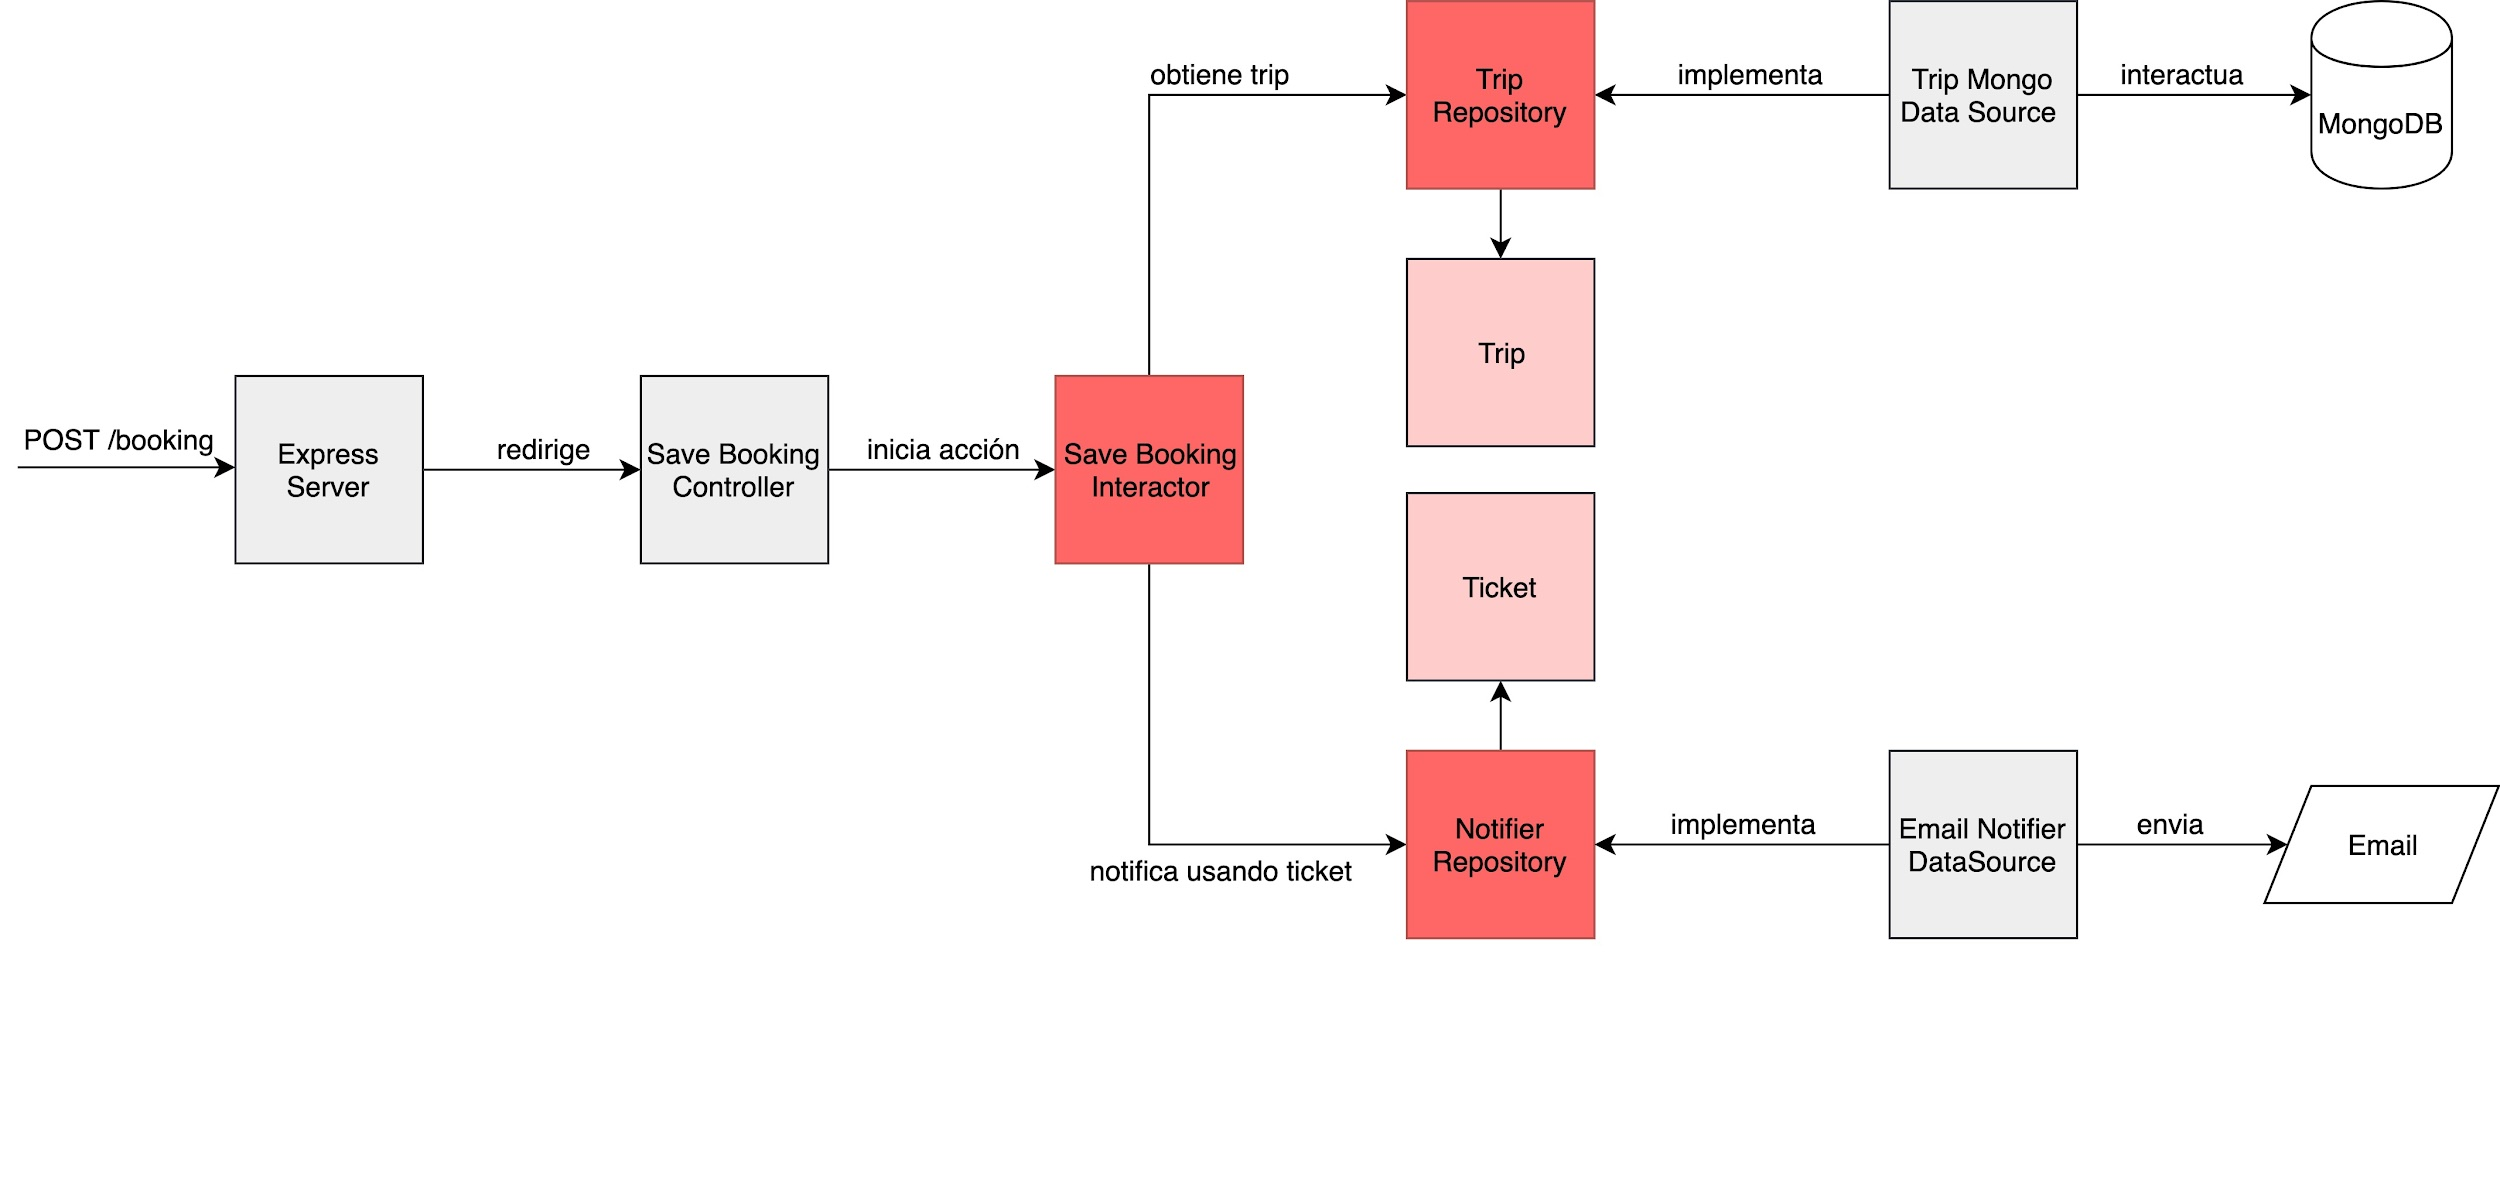 obtiene trip
Trip
Repository
implementa
Trip Mongo
Data Source
interactua
MongoDB
Trip
POST /booking
Express
Server
redirige
Save Booking
Controller
inicia acción
Save Booking
Interactor
Ticket
notifica usando ticket
Notifier
Repository
implementa
Email Notifier
DataSource
envia
Email